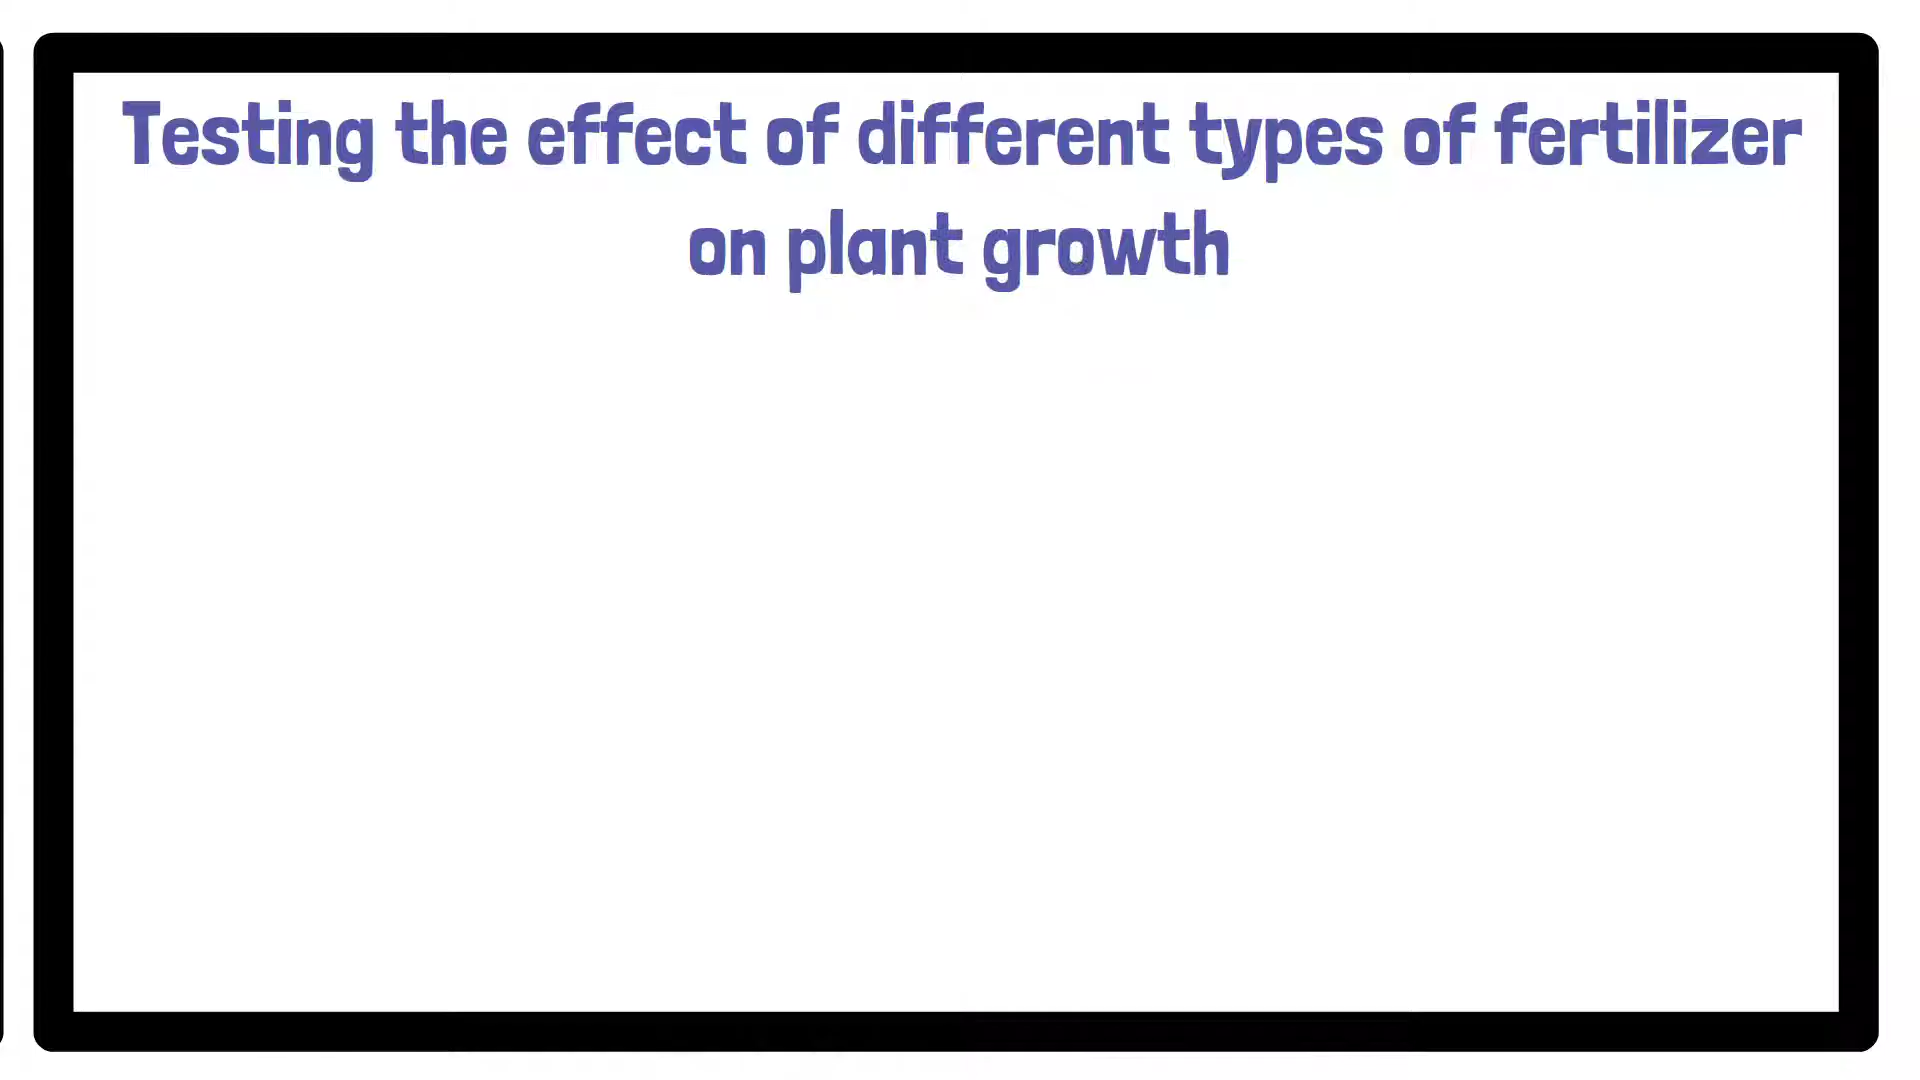 Testing the effect of different types of fertilizer
on plant growth